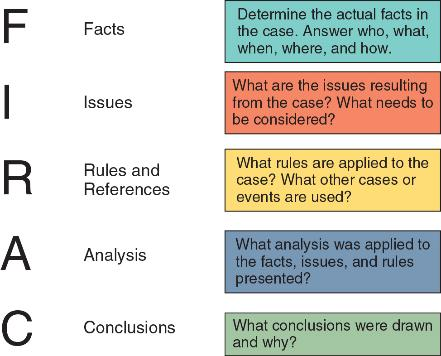 F
Facts
Determine the actual facts in
the case. Answer who, what,
when, where, and how.
I
Issues
What are the issues resulting
from the case? What needs to
be considered?
R
Rules and
References
What rules are applied to the
case? What other cases or
events are used?
A
Analysis
What analysis was applied to
the facts, issues, and rules
presented?
C
Conclusions
What conclusions were drawn
and why?